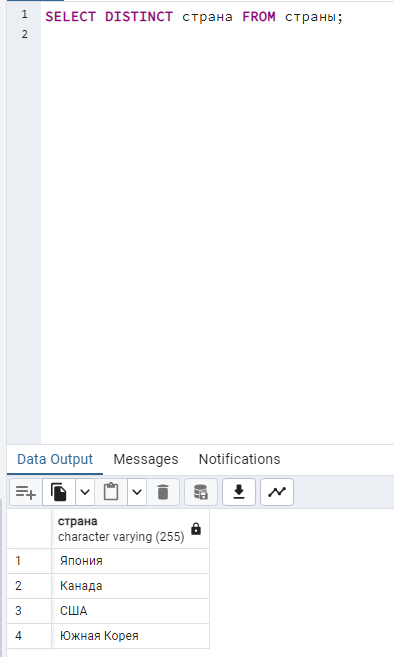 1 SELECT DISTINCT страна FROM страны;
2
Data Output Messages Notifications
страна
character varying (255)
1 Япония
2 Канада
3 США
4 Южная Корея